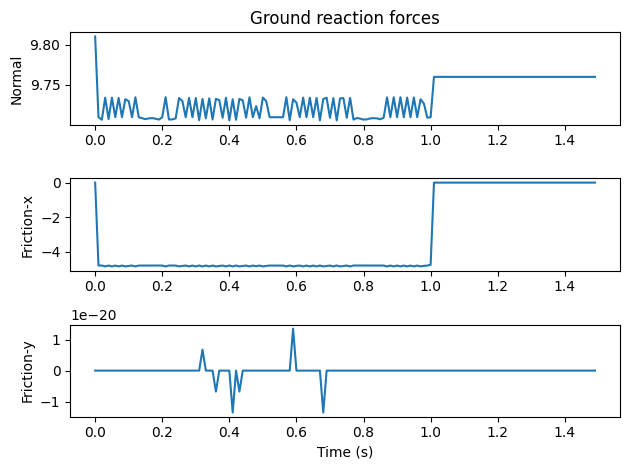 Ground reaction forces
Normal
9.80
9.75
0.0 0.2 0.4 0.6 0.8 1.0 1.2 1.4
Friction-x
0
−2
−4
0.0 0.2 0.4 0.6 0.8 1.0 1.2 1.4
1e−20
Friction-y
1
0
−1
0.0 0.2 0.4 0.6 0.8 1.0 1.2 1.4
Time (s)